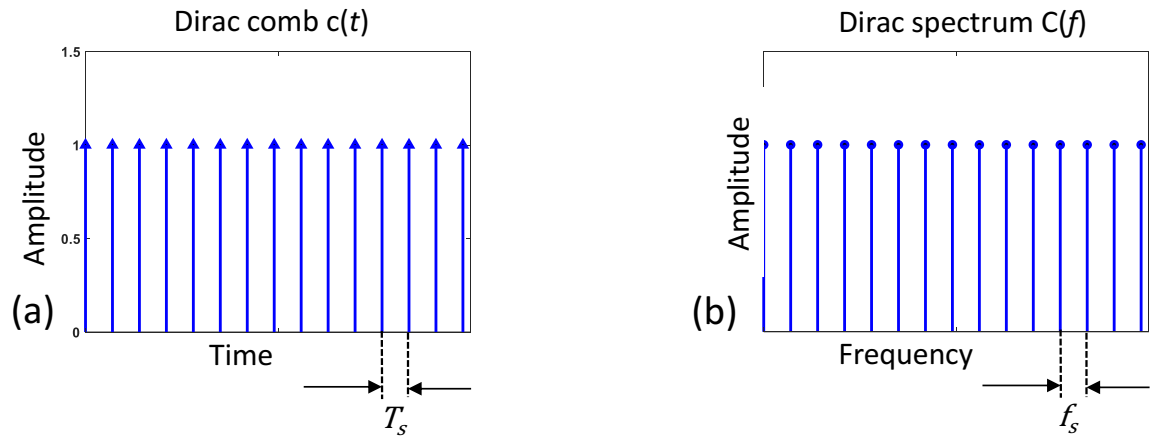 Dirac comb c(t)
1.5
1
0.5
0
Amplitude
Time
(a)
T_s
Dirac spectrum C(f)
Amplitude
Frequency
(b)
f_s